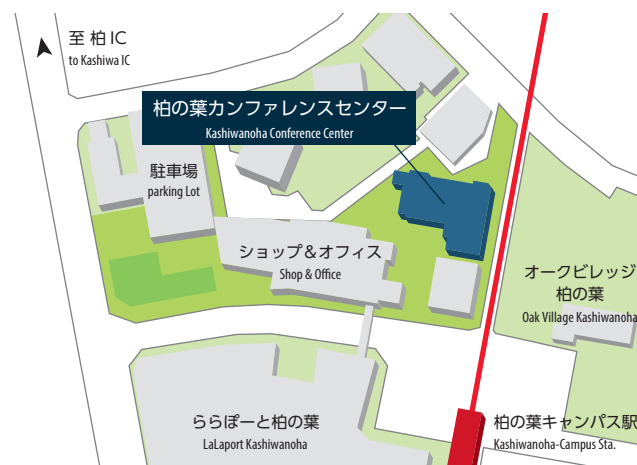 至 柏IC
to Kashiwa IC
柏の葉カンファレンスセンター
Kashiwanoha Conference Center
駐車場
parking Lot
ショップ＆オフィス
Shop & Office
オークビレッジ
柏の葉
Oak Village Kashiwanoha
ららぽーと柏の葉
LaLaport Kashiwanoha
柏の葉キャンパス駅
Kashiwanoha-Campus Sta.